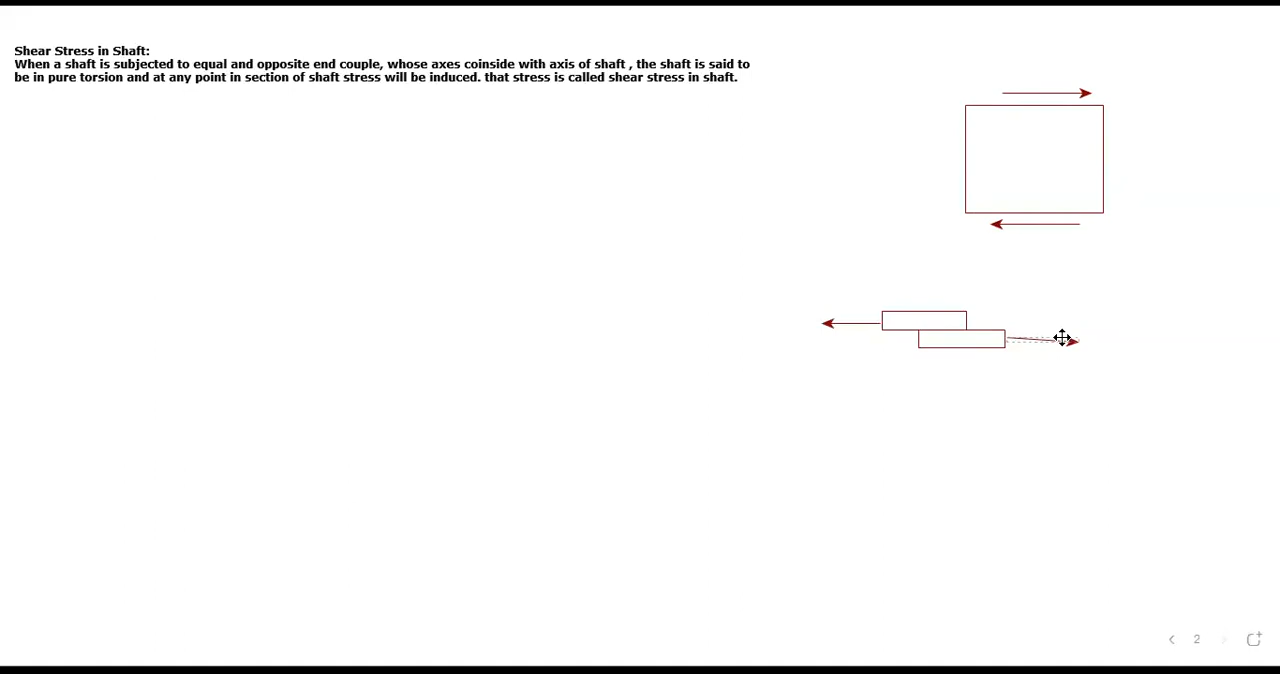 Shear Stress in Shaft:
When a shaft is subjected to equal and opposite end couple, whose axes coinside with axis of shaft , the shaft is said to
be in pure torsion and at any point in section of shaft stress will be induced. that stress is called shear stress in shaft.
2